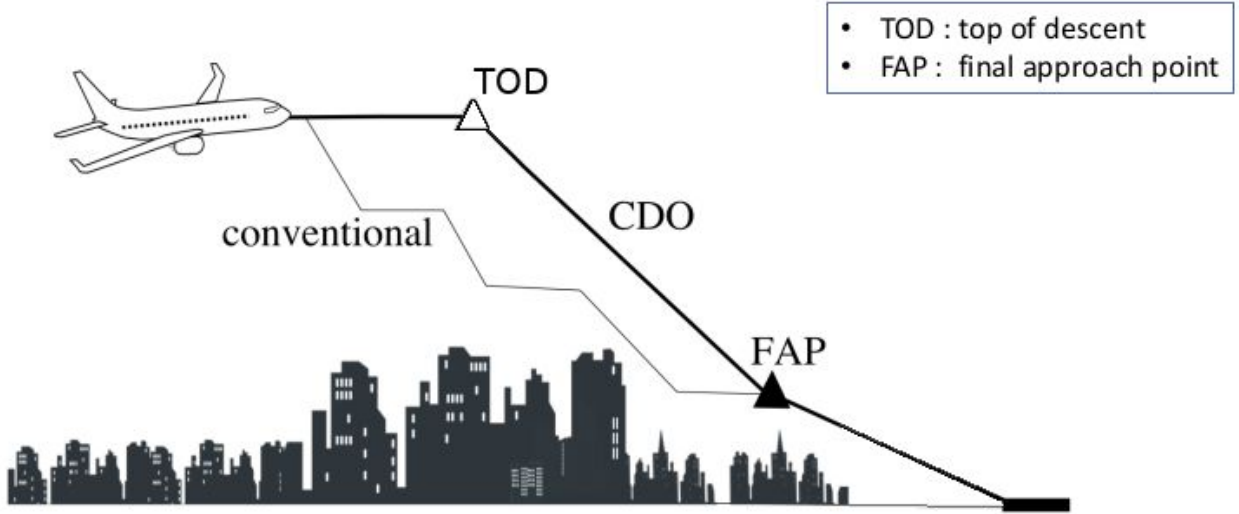 • TOD : top of descent
• FAP : final approach point
TOD
CDO
conventional
FAP